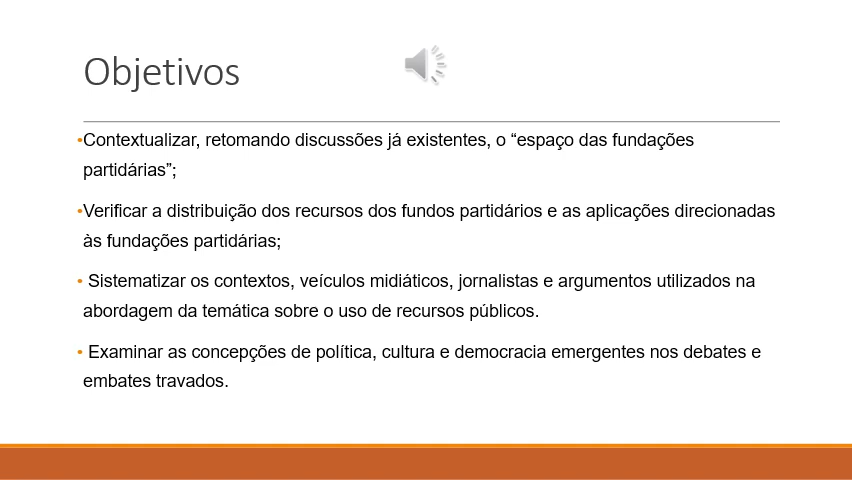 Objetivos
•Contextualizar, retomando discussões já existentes, o “espaço das fundações
partidárias”;
•Verificar a distribuição dos recursos dos fundos partidários e as aplicações direcionadas
às fundações partidárias;
• Sistematizar os contextos, veículos midiáticos, jornalistas e argumentos utilizados na
abordagem da temática sobre o uso de recursos públicos.
• Examinar as concepções de política, cultura e democracia emergentes nos debates e
embates travados.